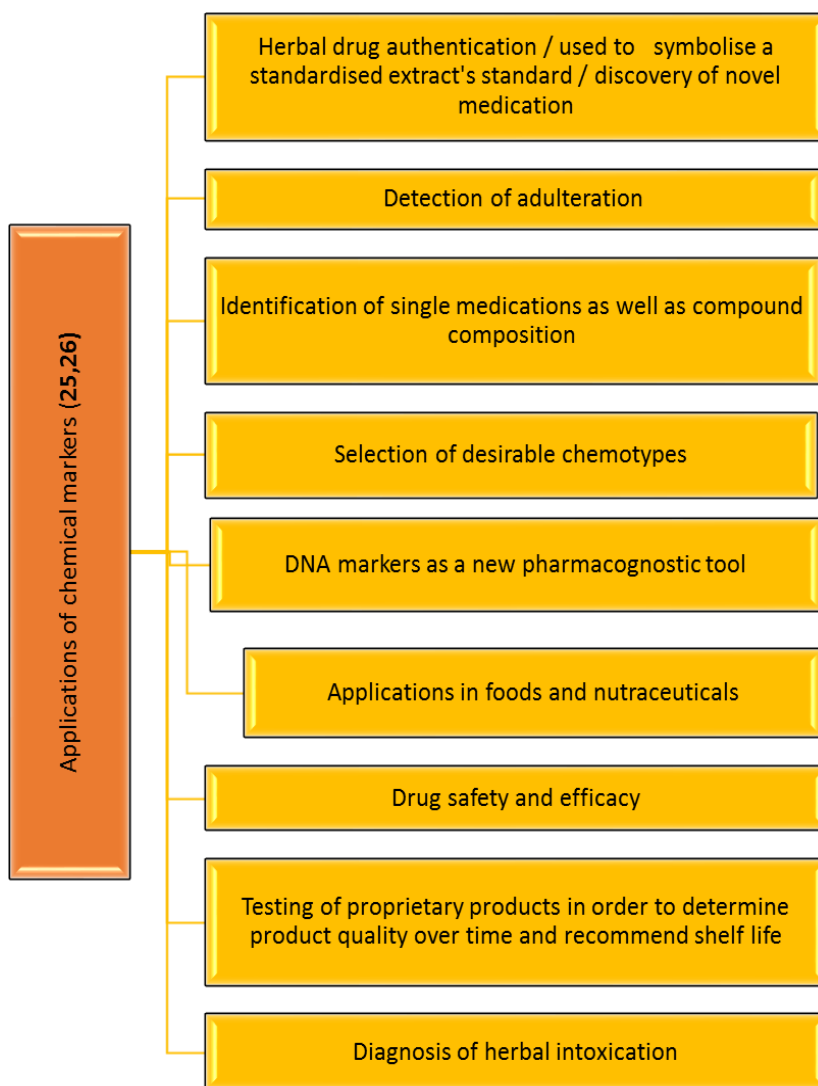 Applications of chemical markers (25,26)
Herbal drug authentication / used to symbolise a
standardised extract's standard / discovery of novel
medication
Detection of adulteration
Identification of single medications as well as compound
composition
Selection of desirable chemotypes
DNA markers as a new pharmacognostic tool
Applications in foods and nutraceuticals
Drug safety and efficacy
Testing of proprietary products in order to determine
product quality over time and recommend shelf life
Diagnosis of herbal intoxication